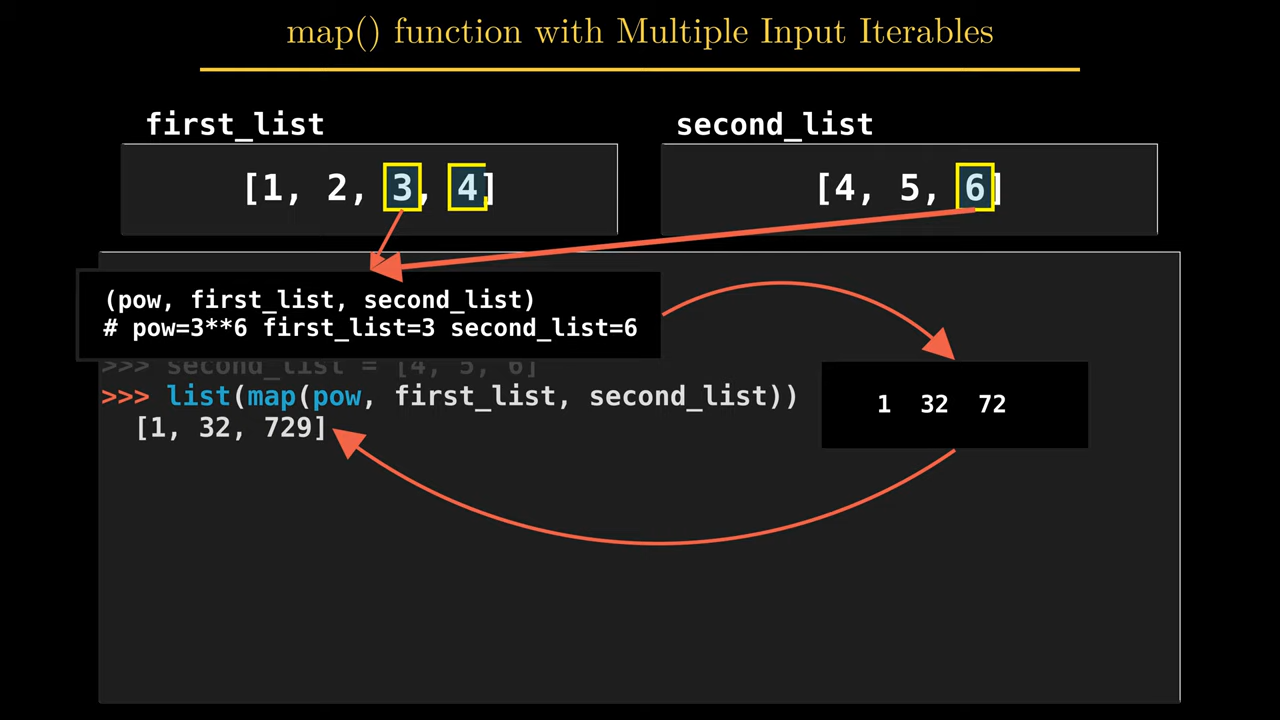 map() function with Multiple Input Iterables
first_list
second_list
[1, 2, 3, 4]
[4, 5, 6]
(pow, first_list, second_list)
# pow=3**6 first_list=3 second_list=6
>>> second_list = [4, 5, 6]
>>> list(map(pow, first_list, second_list))
[1, 32, 729]
1 32 72